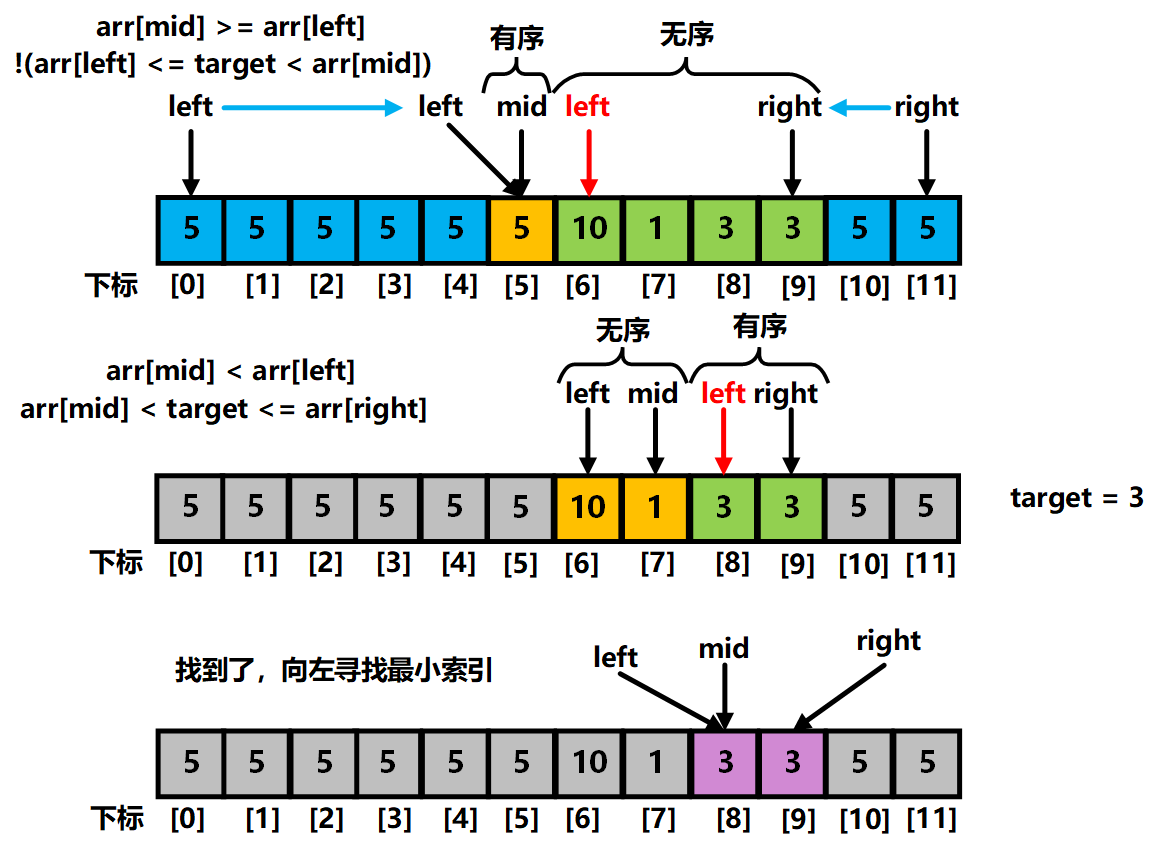 arr[mid] >= arr[left]
!(arr[left] <= target < arr[mid])
有序
无序
left left mid left right right
5 5 5 5 5 5 10 1 3 3 5 5
下标 [0] [1] [2] [3] [4] [5] [6] [7] [8] [9] [10] [11]
无序 有序
arr[mid] < arr[left]
arr[mid] < target <= arr[right]
left mid left right
5 5 5 5 5 5 10 1 3 3 5 5
target = 3
下标 [0] [1] [2] [3] [4] [5] [6] [7] [8] [9] [10] [11]
找到了，向左寻找最小索引
left mid right
5 5 5 5 5 5 10 1 3 3 5 5
下标 [0] [1] [2] [3] [4] [5] [6] [7] [8] [9] [10] [11]